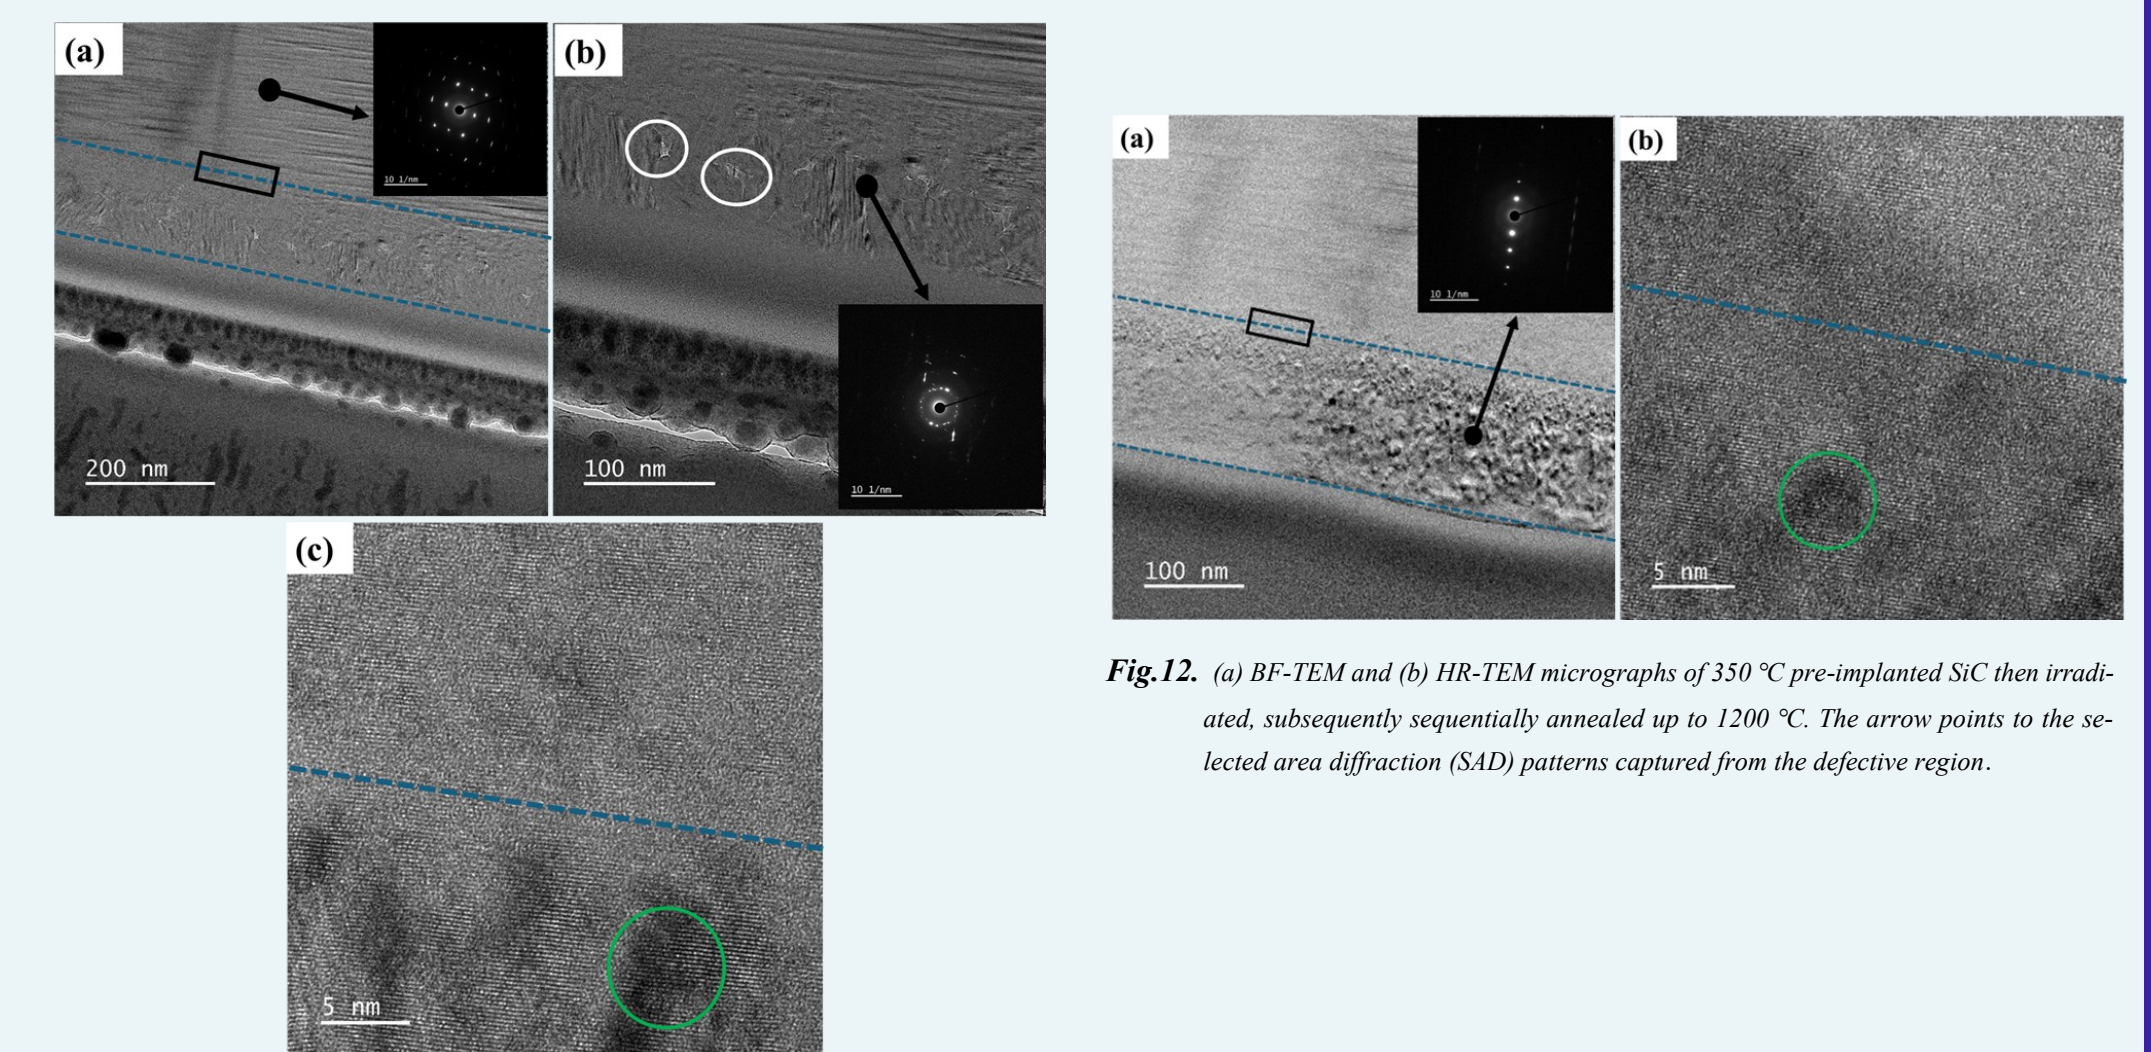 (a)
10 1/nm
200 nm
(b)
10 1/nm
100 nm
(c)
5 nm
(a)
10 1/nm
100 nm
(b)
5 nm
Fig.12. (a) BF-TEM and (b) HR-TEM micrographs of 350 °C pre-implanted SiC then irradi-
ated, subsequently sequentially annealed up to 1200 °C. The arrow points to the se-
lected area diffraction (SAD) patterns captured from the defective region.